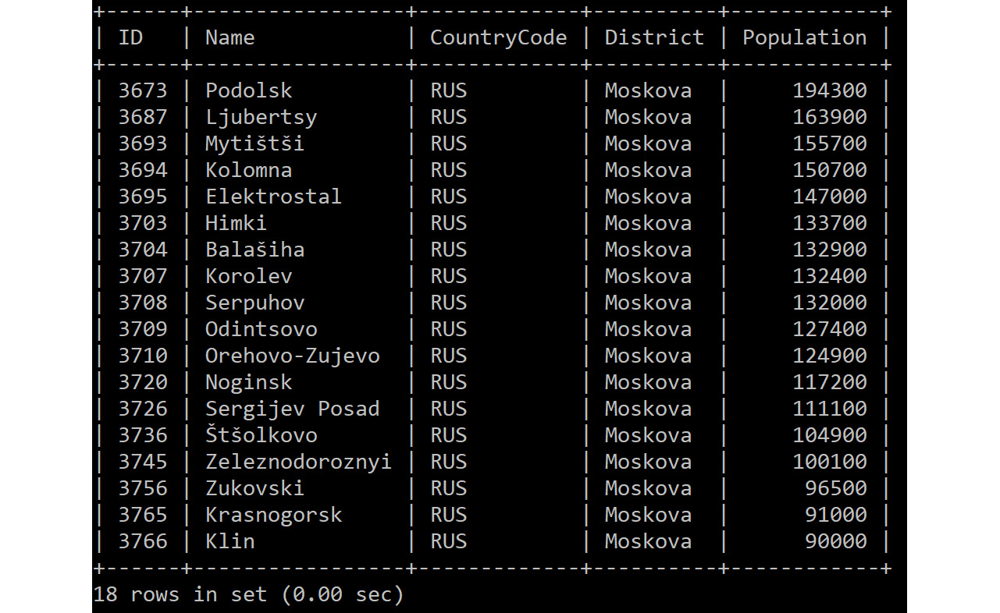 +------+-----------------+-------------+----------+------------+
| ID   | Name            | CountryCode | District | Population |
+------+-----------------+-------------+----------+------------+
| 3673 | Podolsk         | RUS         | Moskova  |     194300 |
| 3687 | Ljubertsy       | RUS         | Moskova  |     163900 |
| 3693 | Mytištši        | RUS         | Moskova  |     155700 |
| 3694 | Kolomna         | RUS         | Moskova  |     150700 |
| 3695 | Elektrostal     | RUS         | Moskova  |     147000 |
| 3703 | Himki           | RUS         | Moskova  |     133700 |
| 3704 | Balašiha        | RUS         | Moskova  |     132900 |
| 3707 | Korolev         | RUS         | Moskova  |     132400 |
| 3708 | Serpuhov        | RUS         | Moskova  |     132000 |
| 3709 | Odintsovo       | RUS         | Moskova  |     127400 |
| 3710 | Orehovo-Zujevo  | RUS         | Moskova  |     124900 |
| 3720 | Noginsk         | RUS         | Moskova  |     117200 |
| 3726 | Sergijev Posad  | RUS         | Moskova  |     111100 |
| 3736 | Štšolkovo       | RUS         | Moskova  |     104900 |
| 3745 | Zeleznodoroznyi | RUS         | Moskova  |     100100 |
| 3756 | Zukovski        | RUS         | Moskova  |      96500 |
| 3765 | Krasnogorsk     | RUS         | Moskova  |      91000 |
| 3766 | Klin            | RUS         | Moskova  |      90000 |
+------+-----------------+-------------+----------+------------+
18 rows in set (0.00 sec)